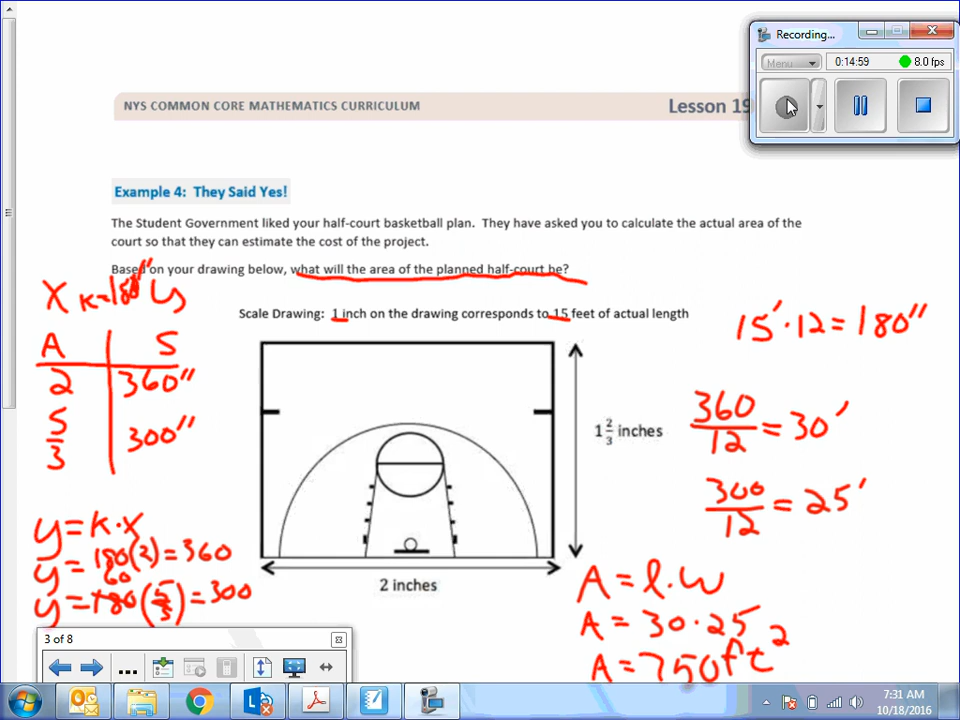 Recording...
Menu
0:14:59
8.0 fps
NYS COMMON CORE MATHEMATICS CURRICULUM
Lesson 19
Example 4: They Said Yes!
The Student Government liked your half-court basketball plan. They have asked you to calculate the actual area of the
court so that they can estimate the cost of the project.
Based on your drawing below, what will the area of the planned half-court be?
Scale Drawing: 1 inch on the drawing corresponds to 15 feet of actual length
X K=180" y
A S
2 360"
5/3 300"
y = k·x
y = 180(2) = 360
60
y = 180(5/3) = 300
1 2/3 inches
2 inches
15'·12 = 180"
360/12 = 30'
300/12 = 25'
A = l·w
A = 30·25
A = 750ft²
3 of 8
7:31 AM
10/18/2016